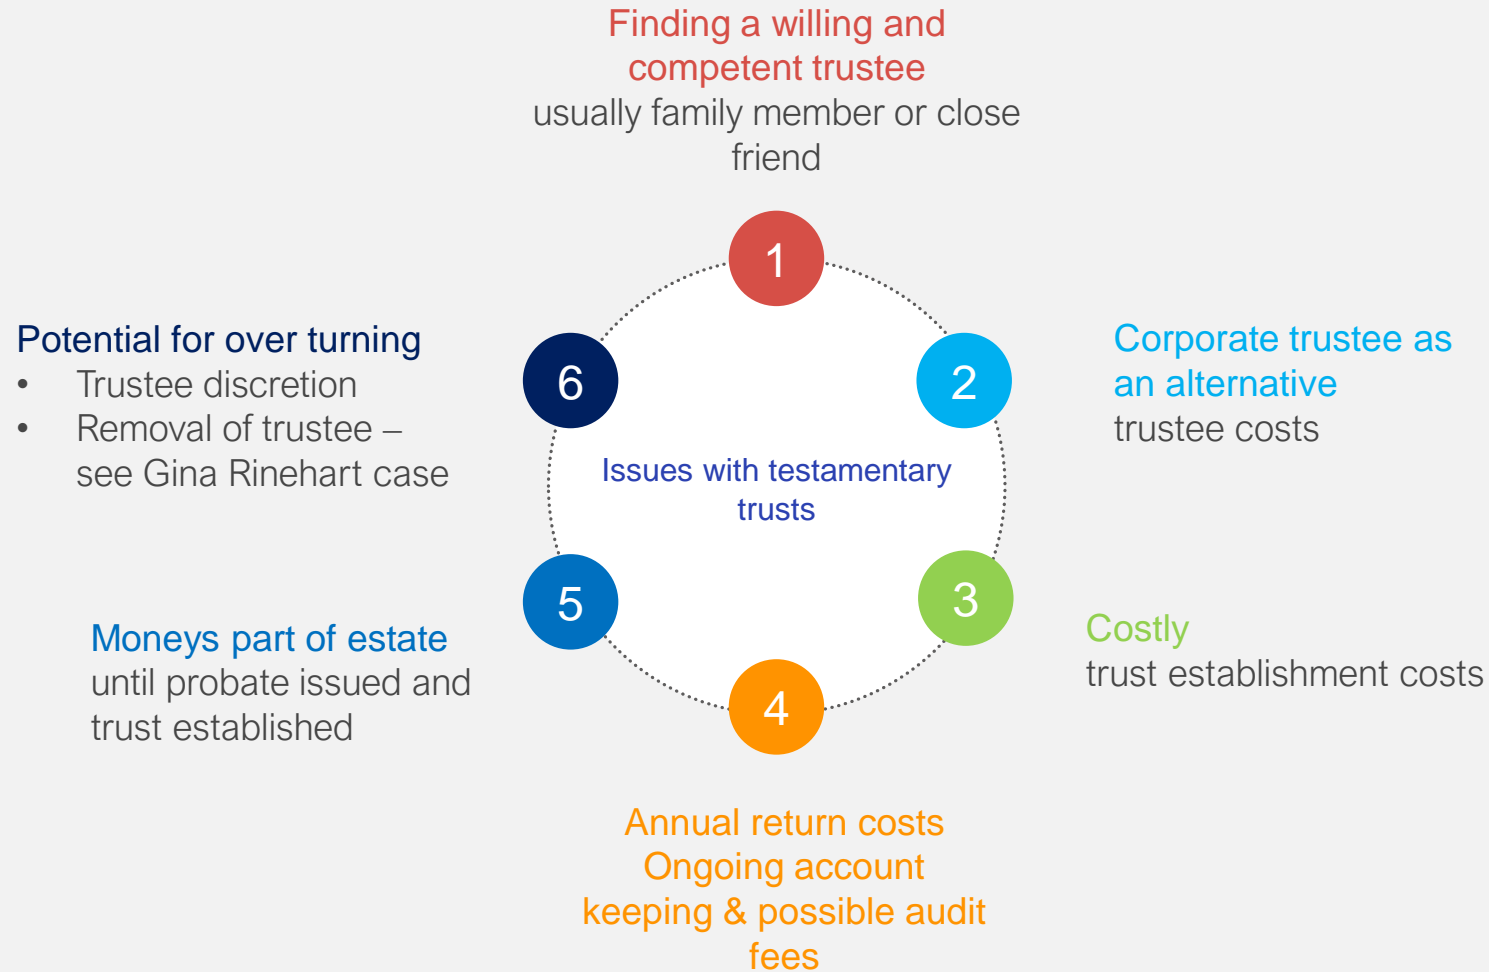 Finding a willing and
competent trustee
usually family member or close
friend
1
2
Corporate trustee as
an alternative
trustee costs
3
Costly
trust establishment costs
4
Annual return costs
Ongoing account
keeping & possible audit
fees
5
Moneys part of estate
until probate issued and
trust established
6
Potential for over turning
• Trustee discretion
• Removal of trustee –
see Gina Rinehart case
Issues with testamentary
trusts